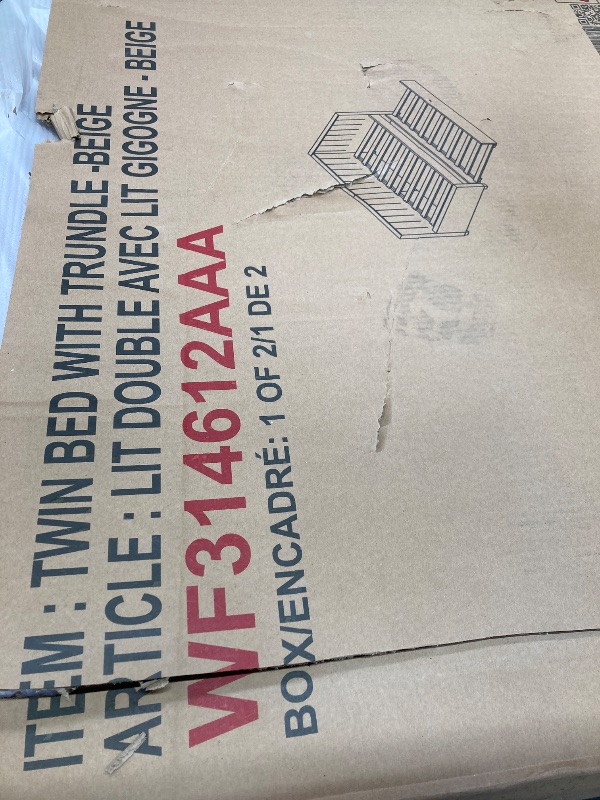 ITEM : TWIN BED WITH TRUNDLE -BEIGE
ARTICLE : LIT DOUBLE AVEC LIT GIGOGNE - BEIGE
WF314612AAA
BOX/ENCADRÉ: 1 OF 2/1 DE 2